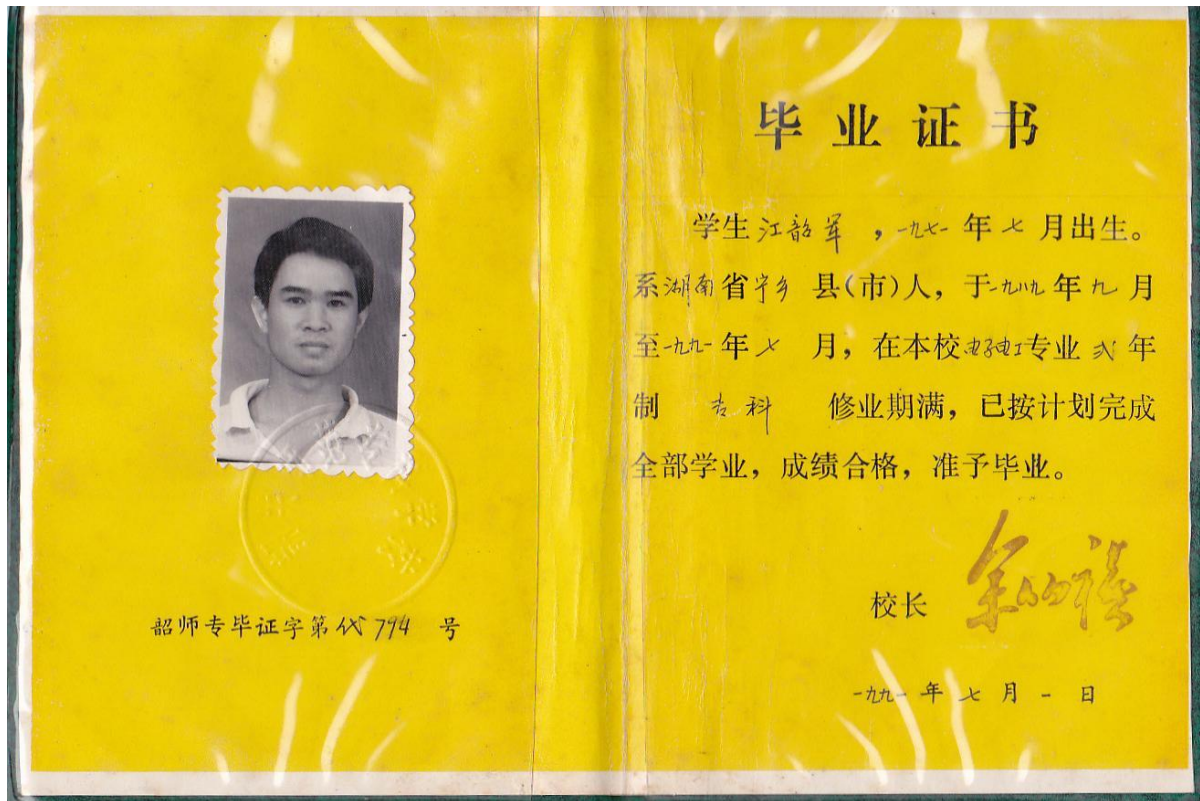 韶师专毕证字第代794号
毕业证书
学生江韶军，一九七一年七月出生。
系湖南省宁乡县(市)人，于一九八九年九月
至一九九一年七月，在本校电子电工专业弍年
制专科修业期满，已按计划完成
全部学业，成绩合格，准予毕业。
校长
一九九一年七月一日